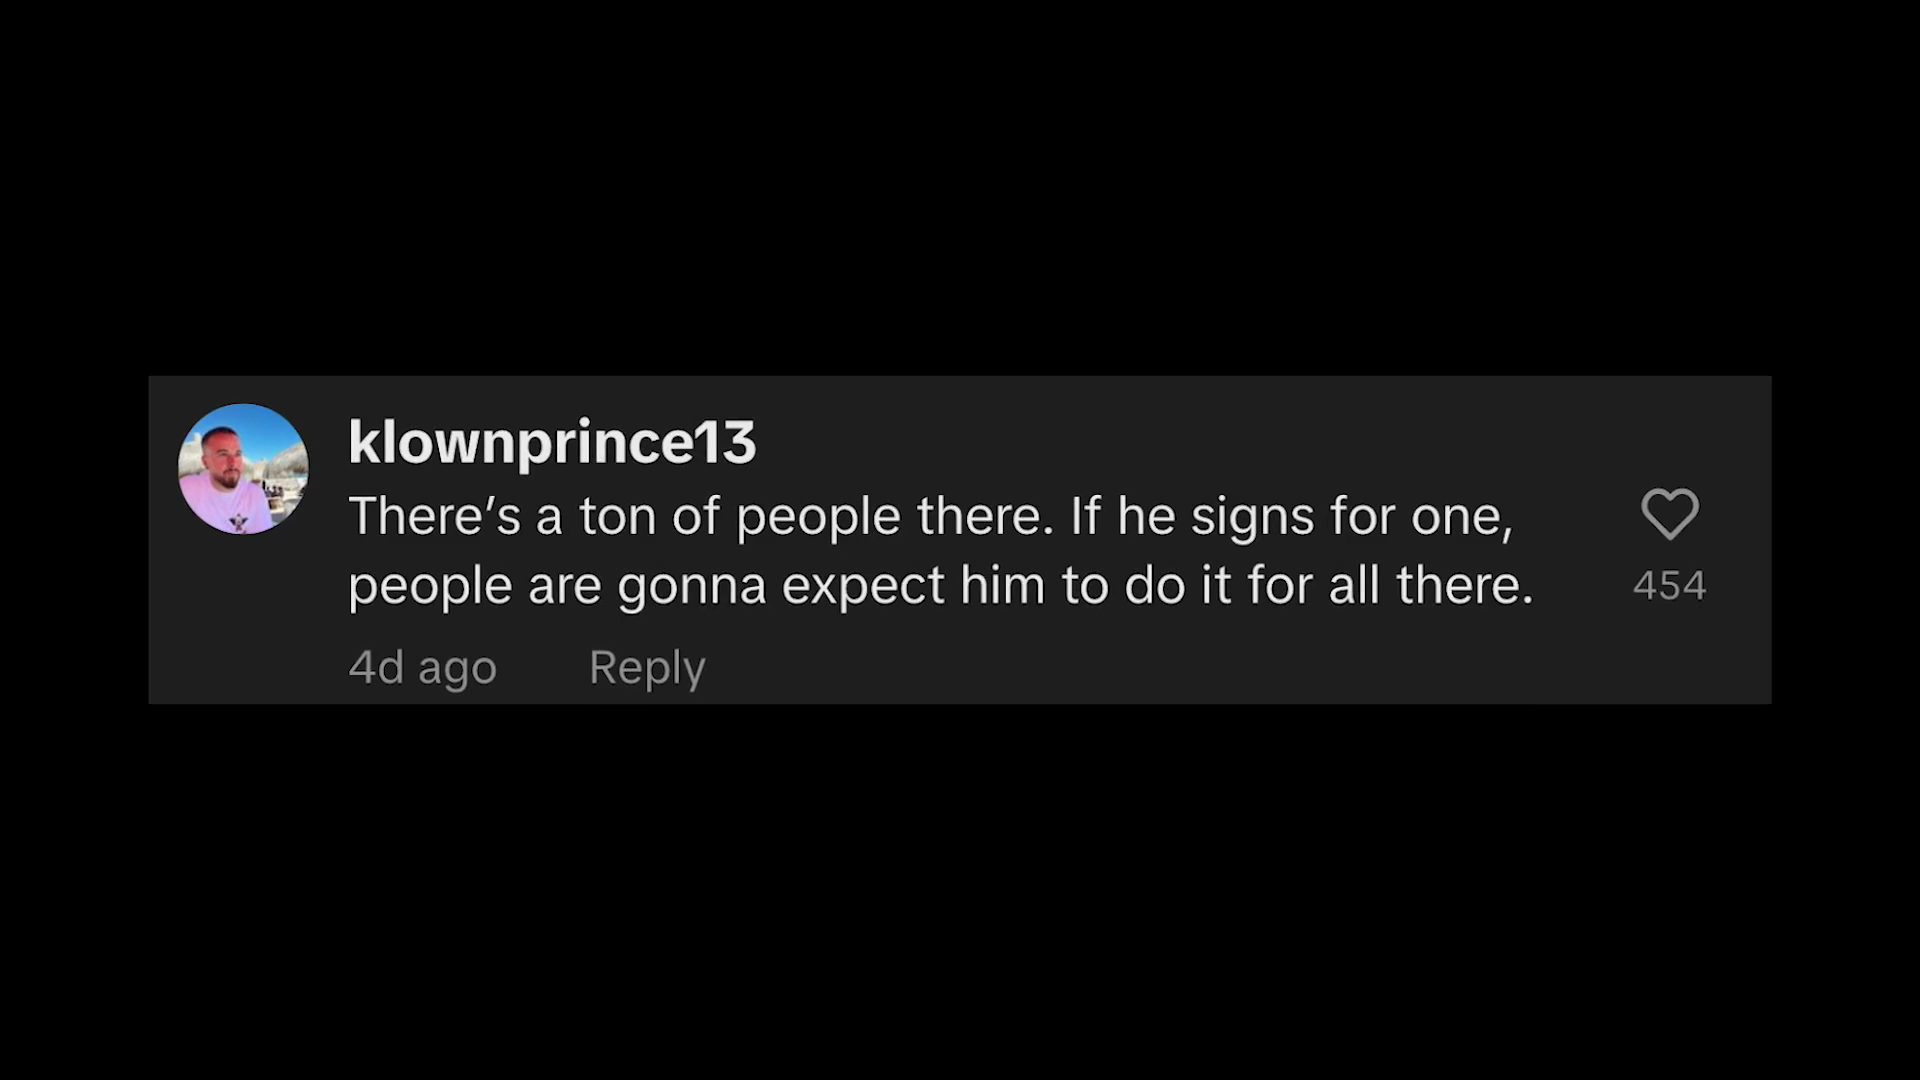 klownprince13
There’s a ton of people there. If he signs for one,
people are gonna expect him to do it for all there.
454
4d ago Reply